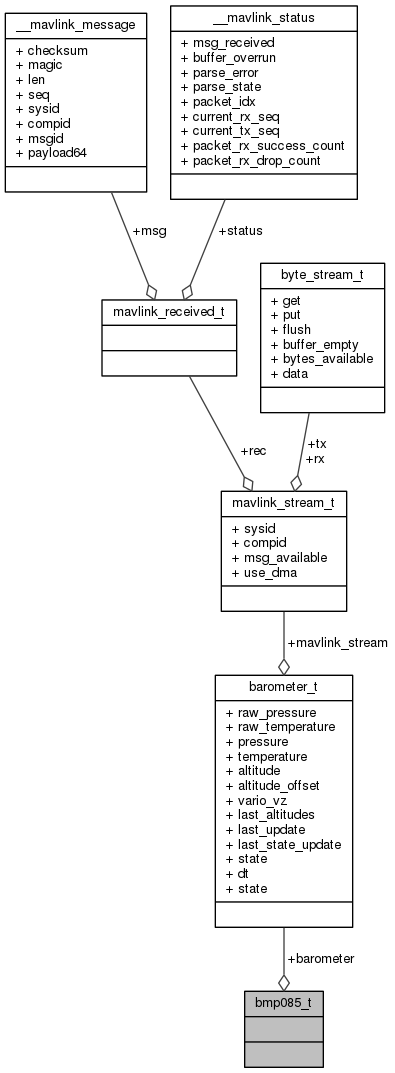 __mavlink_message
+ checksum
+ magic
+ len
+ seq
+ sysid
+ compid
+ msgid
+ payload64
__mavlink_status
+ msg_received
+ buffer_overrun
+ parse_error
+ parse_state
+ packet_idx
+ current_rx_seq
+ current_tx_seq
+ packet_rx_success_count
+ packet_rx_drop_count
+msg
+status
byte_stream_t
+ get
+ put
+ flush
+ buffer_empty
+ bytes_available
+ data
mavlink_received_t
+rec
+tx
+rx
mavlink_stream_t
+ sysid
+ compid
+ msg_available
+ use_dma
+mavlink_stream
barometer_t
+ raw_pressure
+ raw_temperature
+ pressure
+ temperature
+ altitude
+ altitude_offset
+ vario_vz
+ last_altitudes
+ last_update
+ last_state_update
+ state
+ dt
+ state
+barometer
bmp085_t